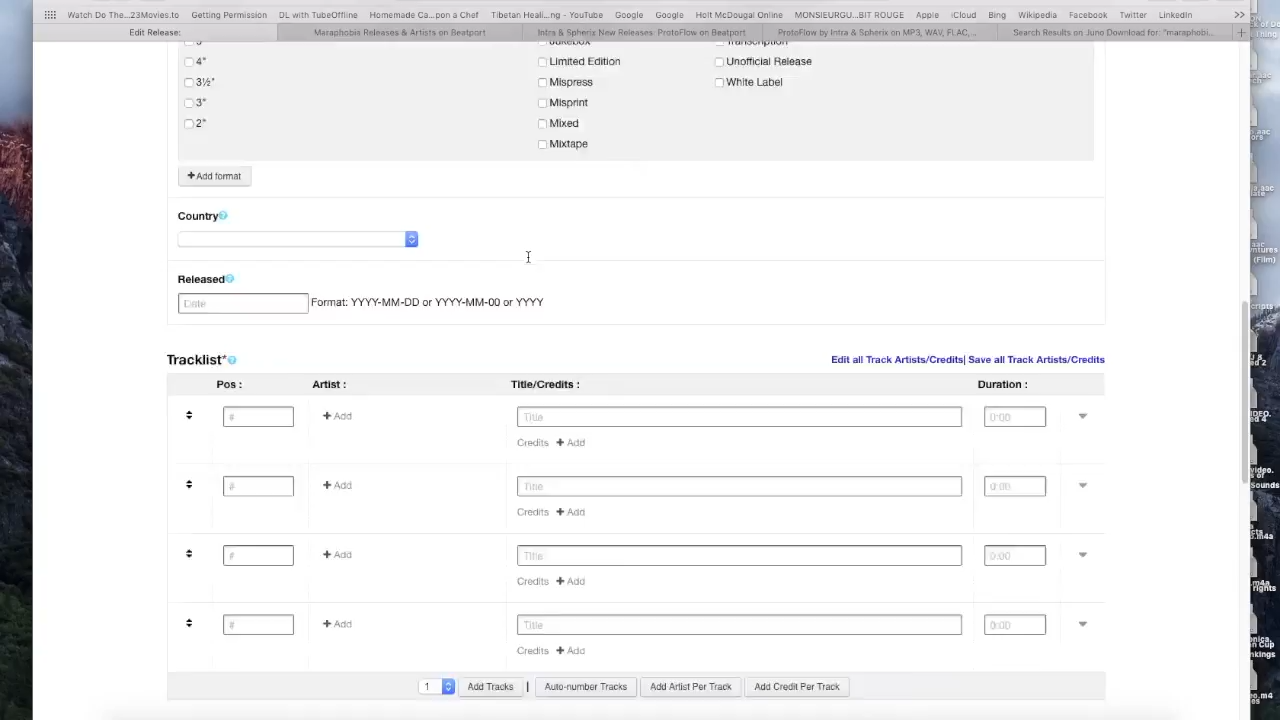 Watch Do The...23Movies.to Getting Permission DL with TubeOffline Homemade Ca...pon a Chef Tibetan Heali...ng - YouTube Google Google Holt McDougal Online MONSIEURGU...BIT ROUGE Apple iCloud Bing Wikipedia Facebook Twitter LinkedIn
Edit Release: Maraphobis Releases & Artists on Beatport Intra & Spherix New Releases: ProtoFlow on Beatport ProtoFlow by Intra & Spherix on MP3, WAV, FLAC,... Search Results on Juno Download for: "maraphobi...
Jukebox Transcription
4" Limited Edition Unofficial Release
3½" Mispress White Label
3" Misprint
2" Mixed
Mixtape
Add format
Country
Released
Date Format: YYYY-MM-DD or YYYY-MM-00 or YYYY
Tracklist* Edit all Track Artists/Credits| Save all Track Artists/Credits
Pos : Artist : Title/Credits : Duration :
# Add Title 0:00
Credits Add
# Add Title 0:00
Credits Add
# Add Title 0:00
Credits Add
# Add Title 0:00
Credits Add
1 Add Tracks | Auto-number Tracks Add Artist Per Track Add Credit Per Track